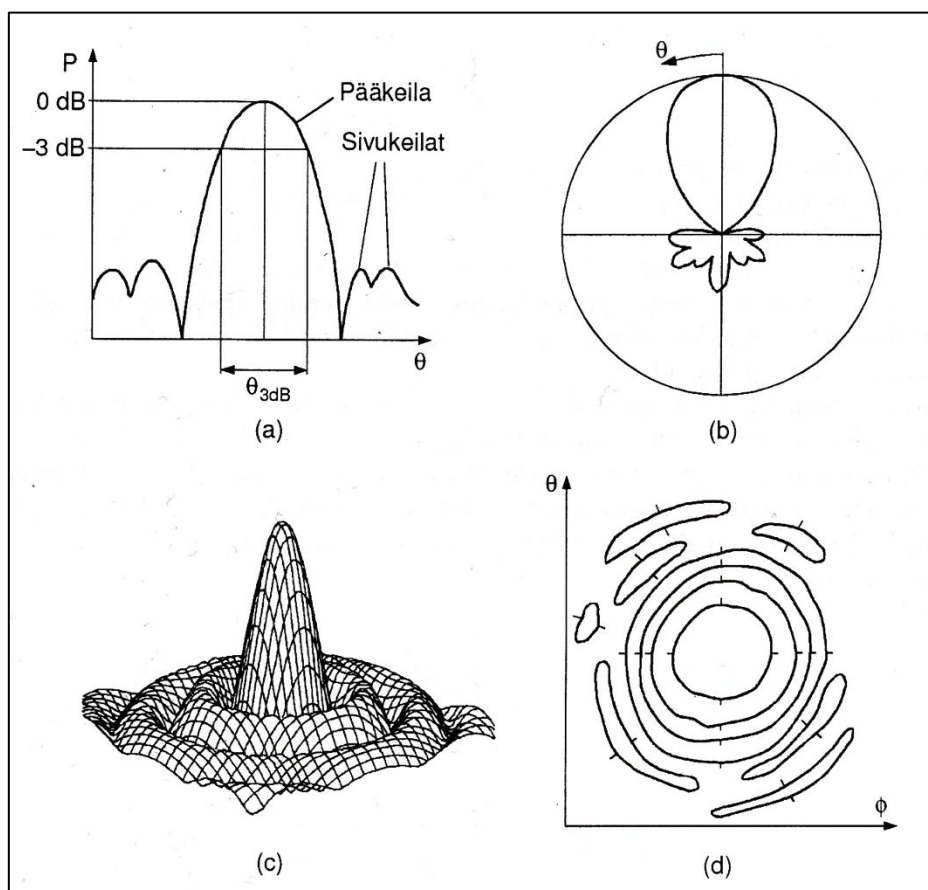 P
0 dB
–3 dB
Pääkeila
Sivukeilat
θ
θ3dB
(a)
θ
(b)
(c)
θ
ϕ
(d)